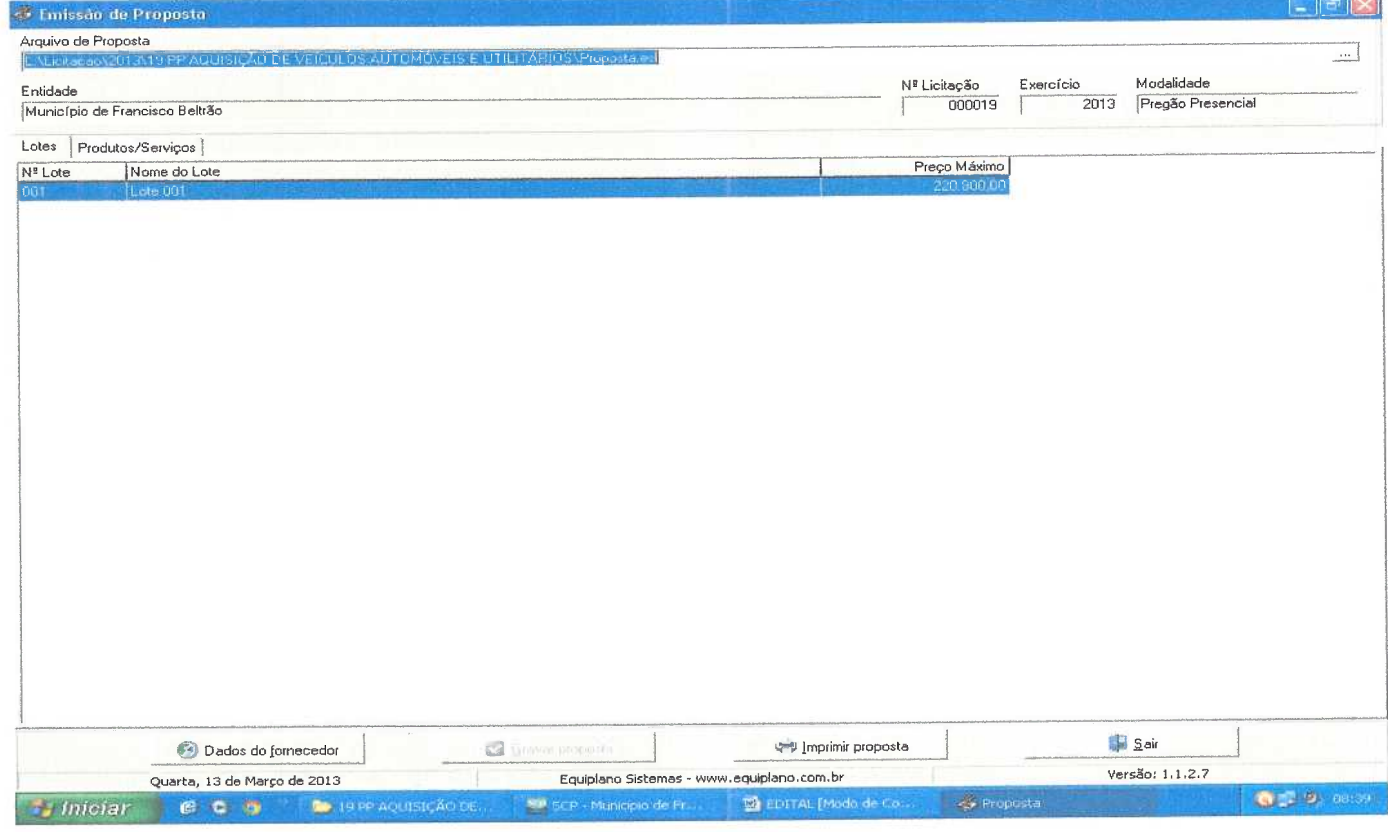 Emissão de Proposta
Arquivo de Proposta
L:\Licitacao\2013\19 PP AQUISIÇÃO DE VEÍCULOS AUTOMÓVEIS E UTILITÁRIOS\Proposta.esl
...
Entidade
Nº Licitação
Exercício
Modalidade
Município de Francisco Beltrão
000019
2013
Pregão Presencial
Lotes
Produtos/Serviços
Nº Lote
Nome do Lote
Preço Máximo
001
Lote 001
Dados do fornecedor
Gravar proposta
Imprimir proposta
Sair
Quarta, 13 de Março de 2013
Equiplano Sistemas - www.equiplano.com.br
Versão: 1.1.2.7
Iniciar
19 PP AQUISIÇÃO DE...
SCP - Município de Fr...
EDITAL [Modo de Co...
Proposta
08:39